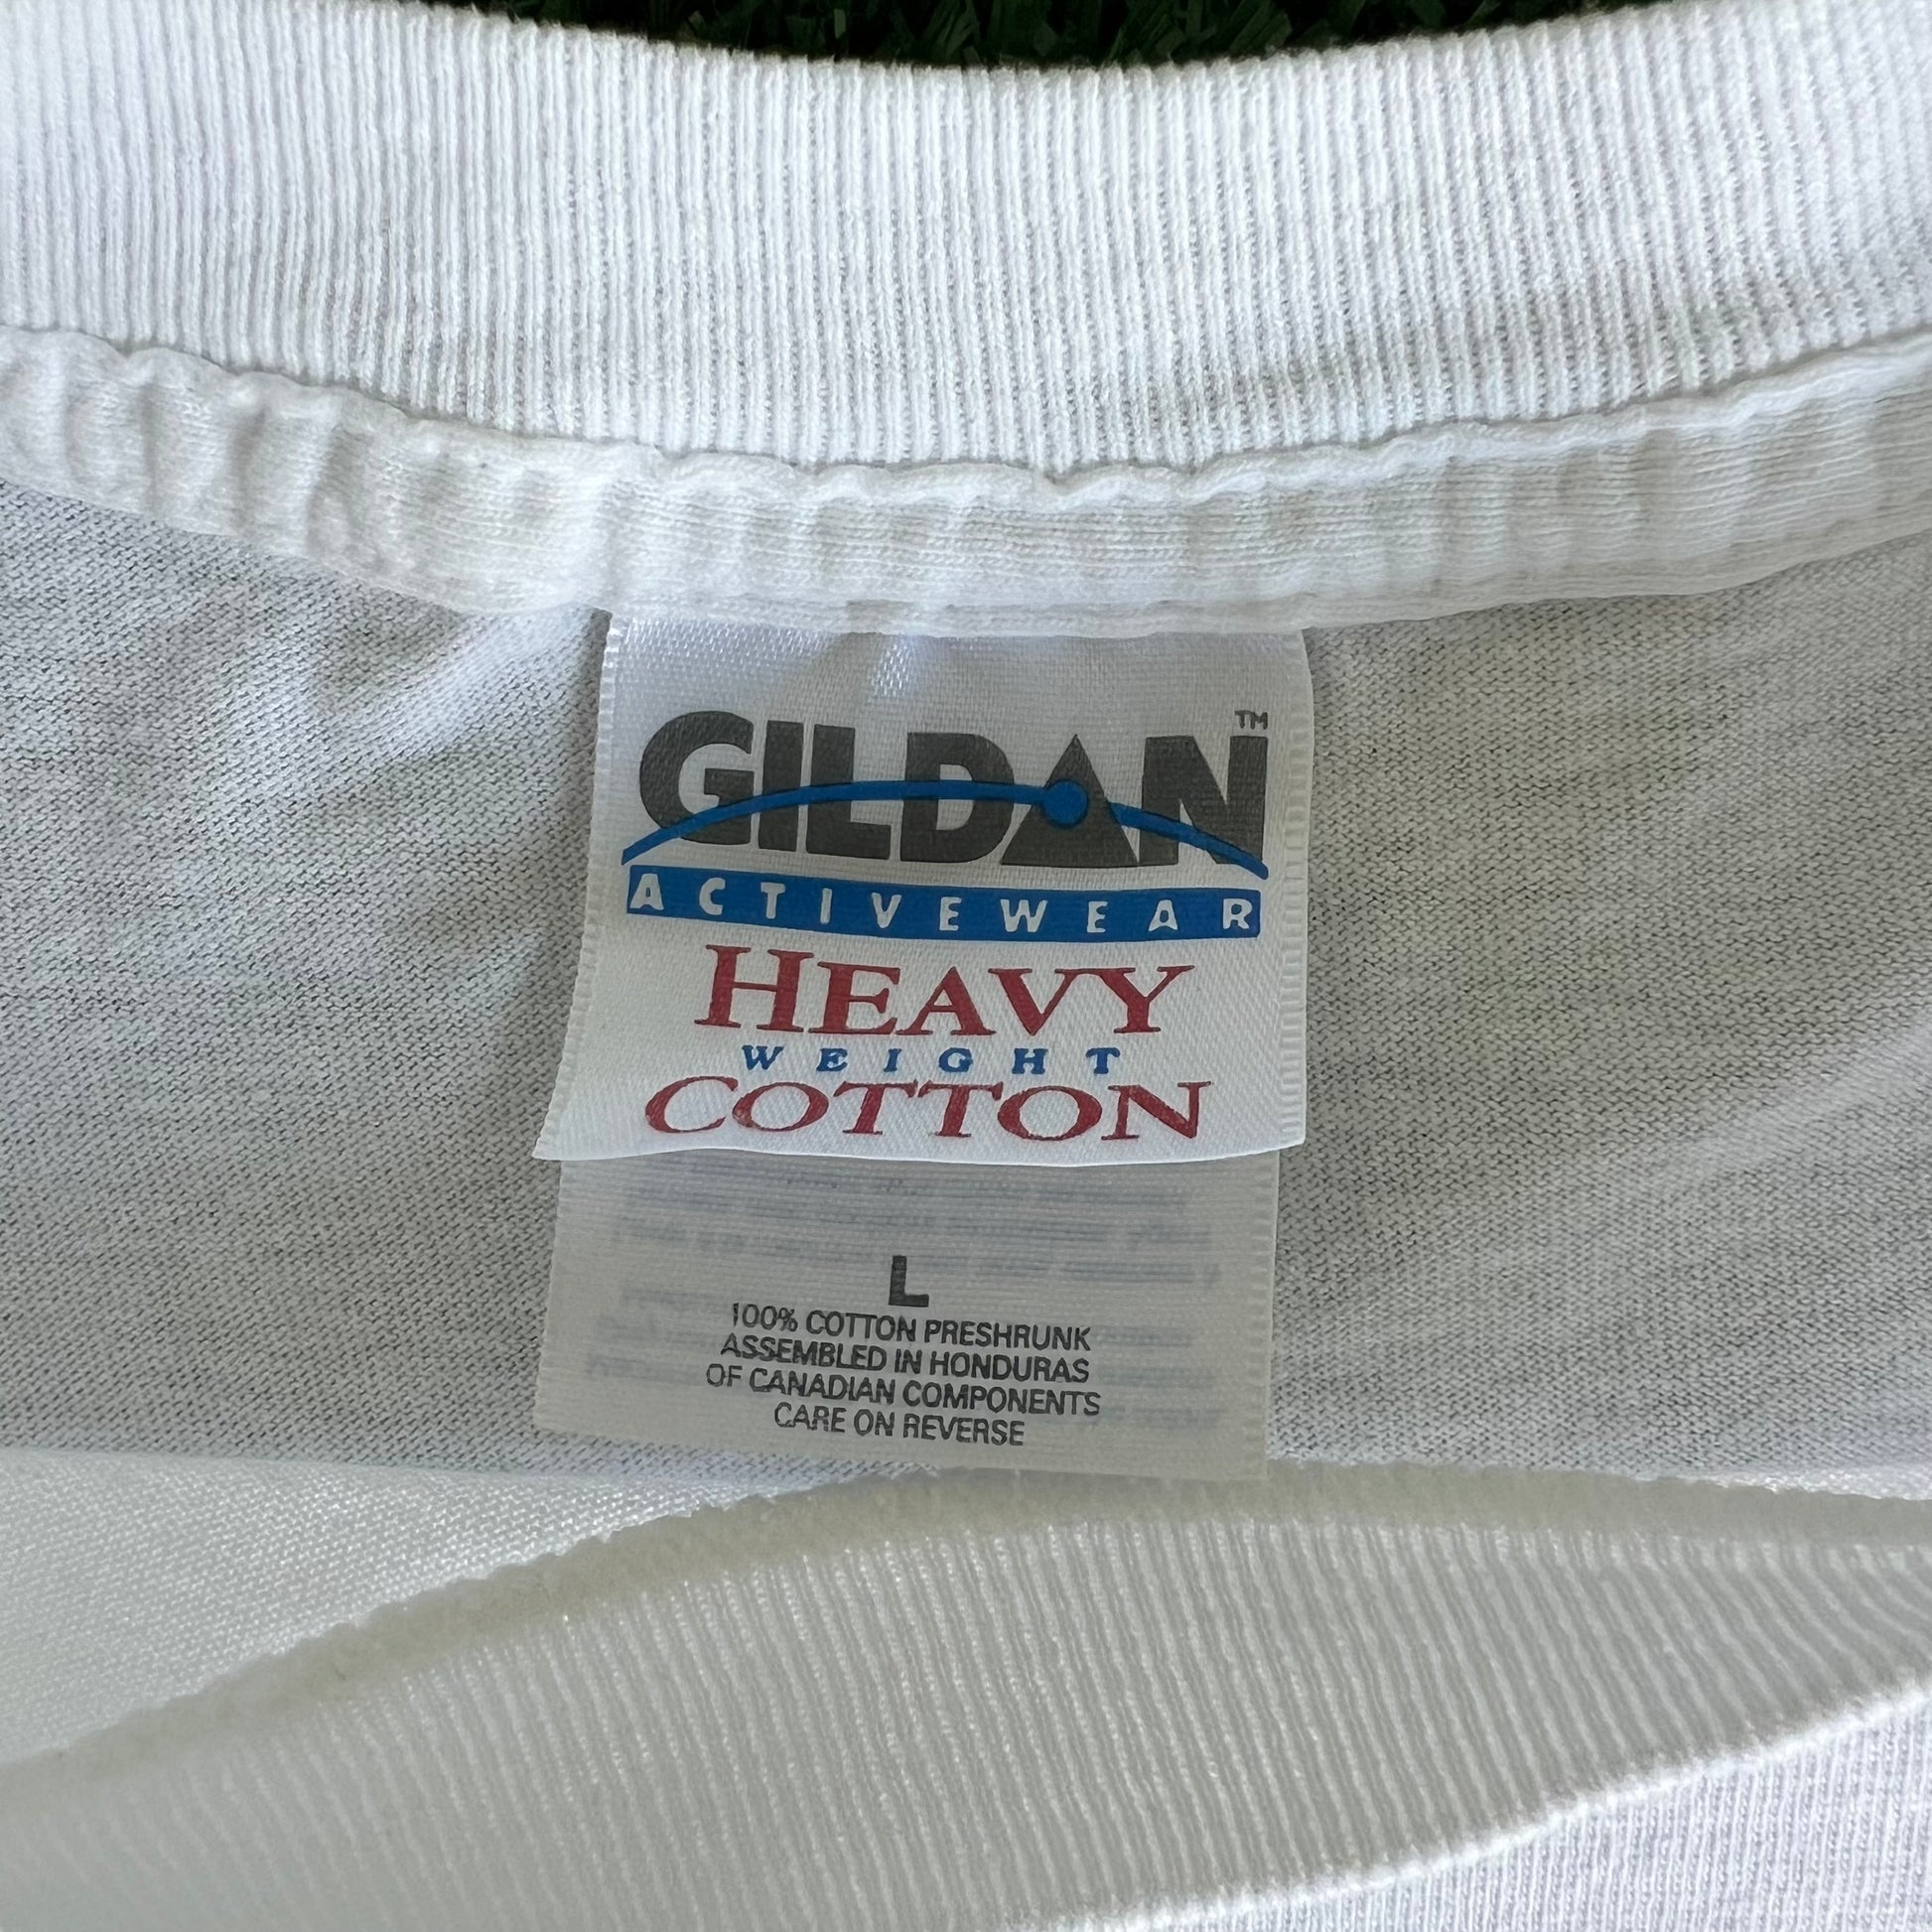 GILDAN™
ACTIVEWEAR
HEAVY
WEIGHT
COTTON
L
100% COTTON PRESHRUNK
ASSEMBLED IN HONDURAS
OF CANADIAN COMPONENTS
CARE ON REVERSE